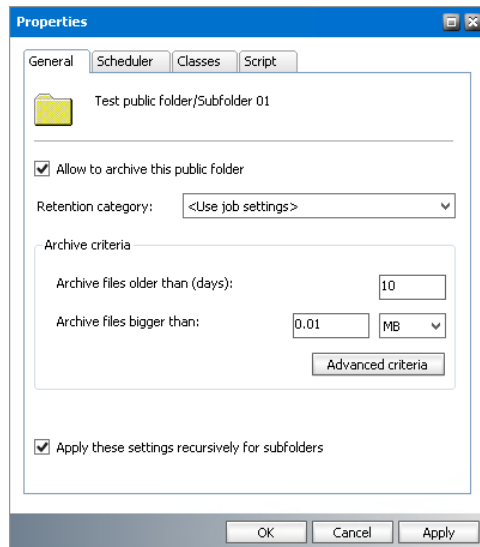 Properties
General Scheduler Classes Script
Test public folder/Subfolder 01
Allow to archive this public folder
Retention category: <Use job settings>
Archive criteria
Archive files older than (days): 10
Archive files bigger than: 0.01 MB
Advanced criteria
Apply these settings recursively for subfolders
OK Cancel Apply